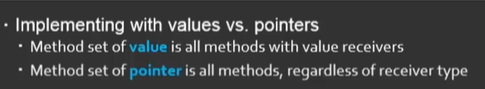 · Implementing with values vs. pointers
· Method set of value is all methods with value receivers
· Method set of pointer is all methods, regardless of receiver type